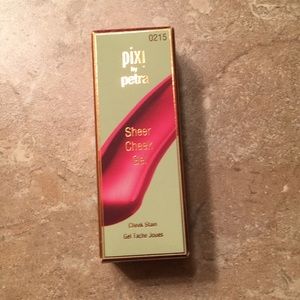 0215
pixi
by
petra
Sheer
Cheek
Gel
Cheek Stain
Gel Tache Joues